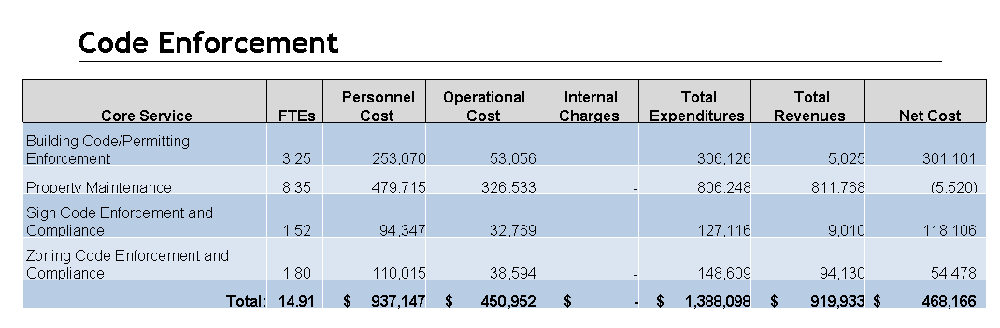 Code Enforcement
Core Service FTEs Personnel Cost Operational Cost Internal Charges Total Expenditures Total Revenues Net Cost
Building Code/Permitting Enforcement 3.25 253,070 53,056 306,126 5,025 301,101
Property Maintenance 8.35 479,715 326,533 - 806,248 811,768 (5,520)
Sign Code Enforcement and Compliance 1.52 94,347 32,769 127,116 9,010 118,106
Zoning Code Enforcement and Compliance 1.80 110,015 38,594 - 148,609 94,130 54,478
Total: 14.91 $ 937,147 $ 450,952 $ - $ 1,388,098 $ 919,933 $ 468,166